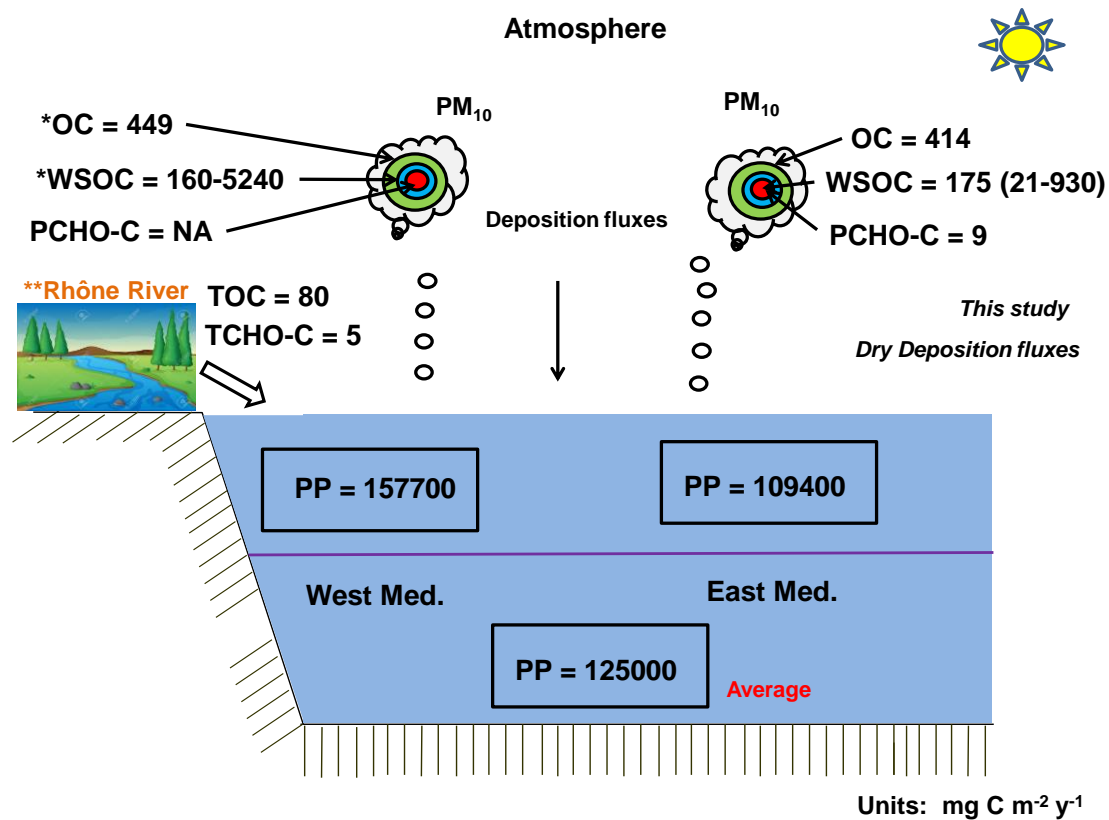 Atmosphere
PM10
PM10
*OC = 449
OC = 414
*WSOC = 160-5240
WSOC = 175 (21-930)
Deposition fluxes
PCHO-C = NA
PCHO-C = 9
**Rhône River
TOC = 80
TCHO-C = 5
This study
Dry Deposition fluxes
PP = 157700
PP = 109400
West Med.
East Med.
PP = 125000
Average
Units: mg C m-2 y-1